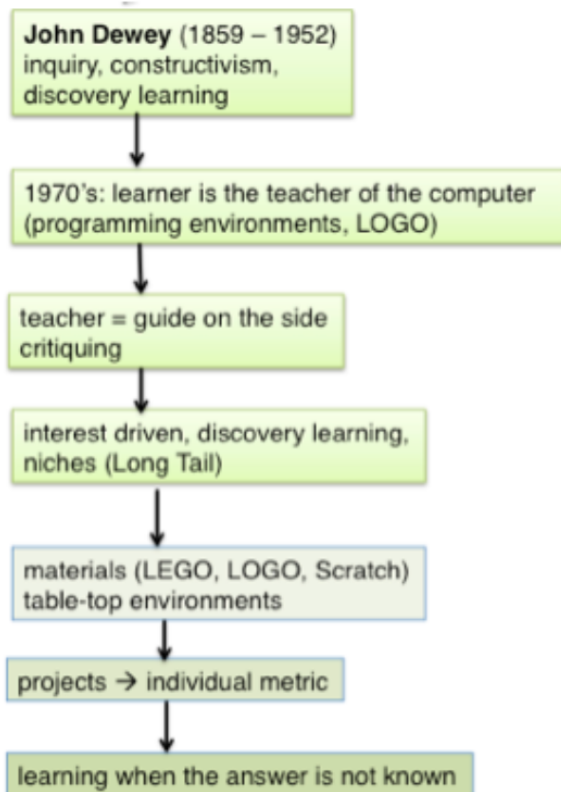 John Dewey (1859 – 1952)
inquiry, constructivism,
discovery learning
1970's: learner is the teacher of the computer
(programming environments, LOGO)
teacher = guide on the side
critiquing
interest driven, discovery learning,
niches (Long Tail)
materials (LEGO, LOGO, Scratch)
table-top environments
projects → individual metric
learning when the answer is not known